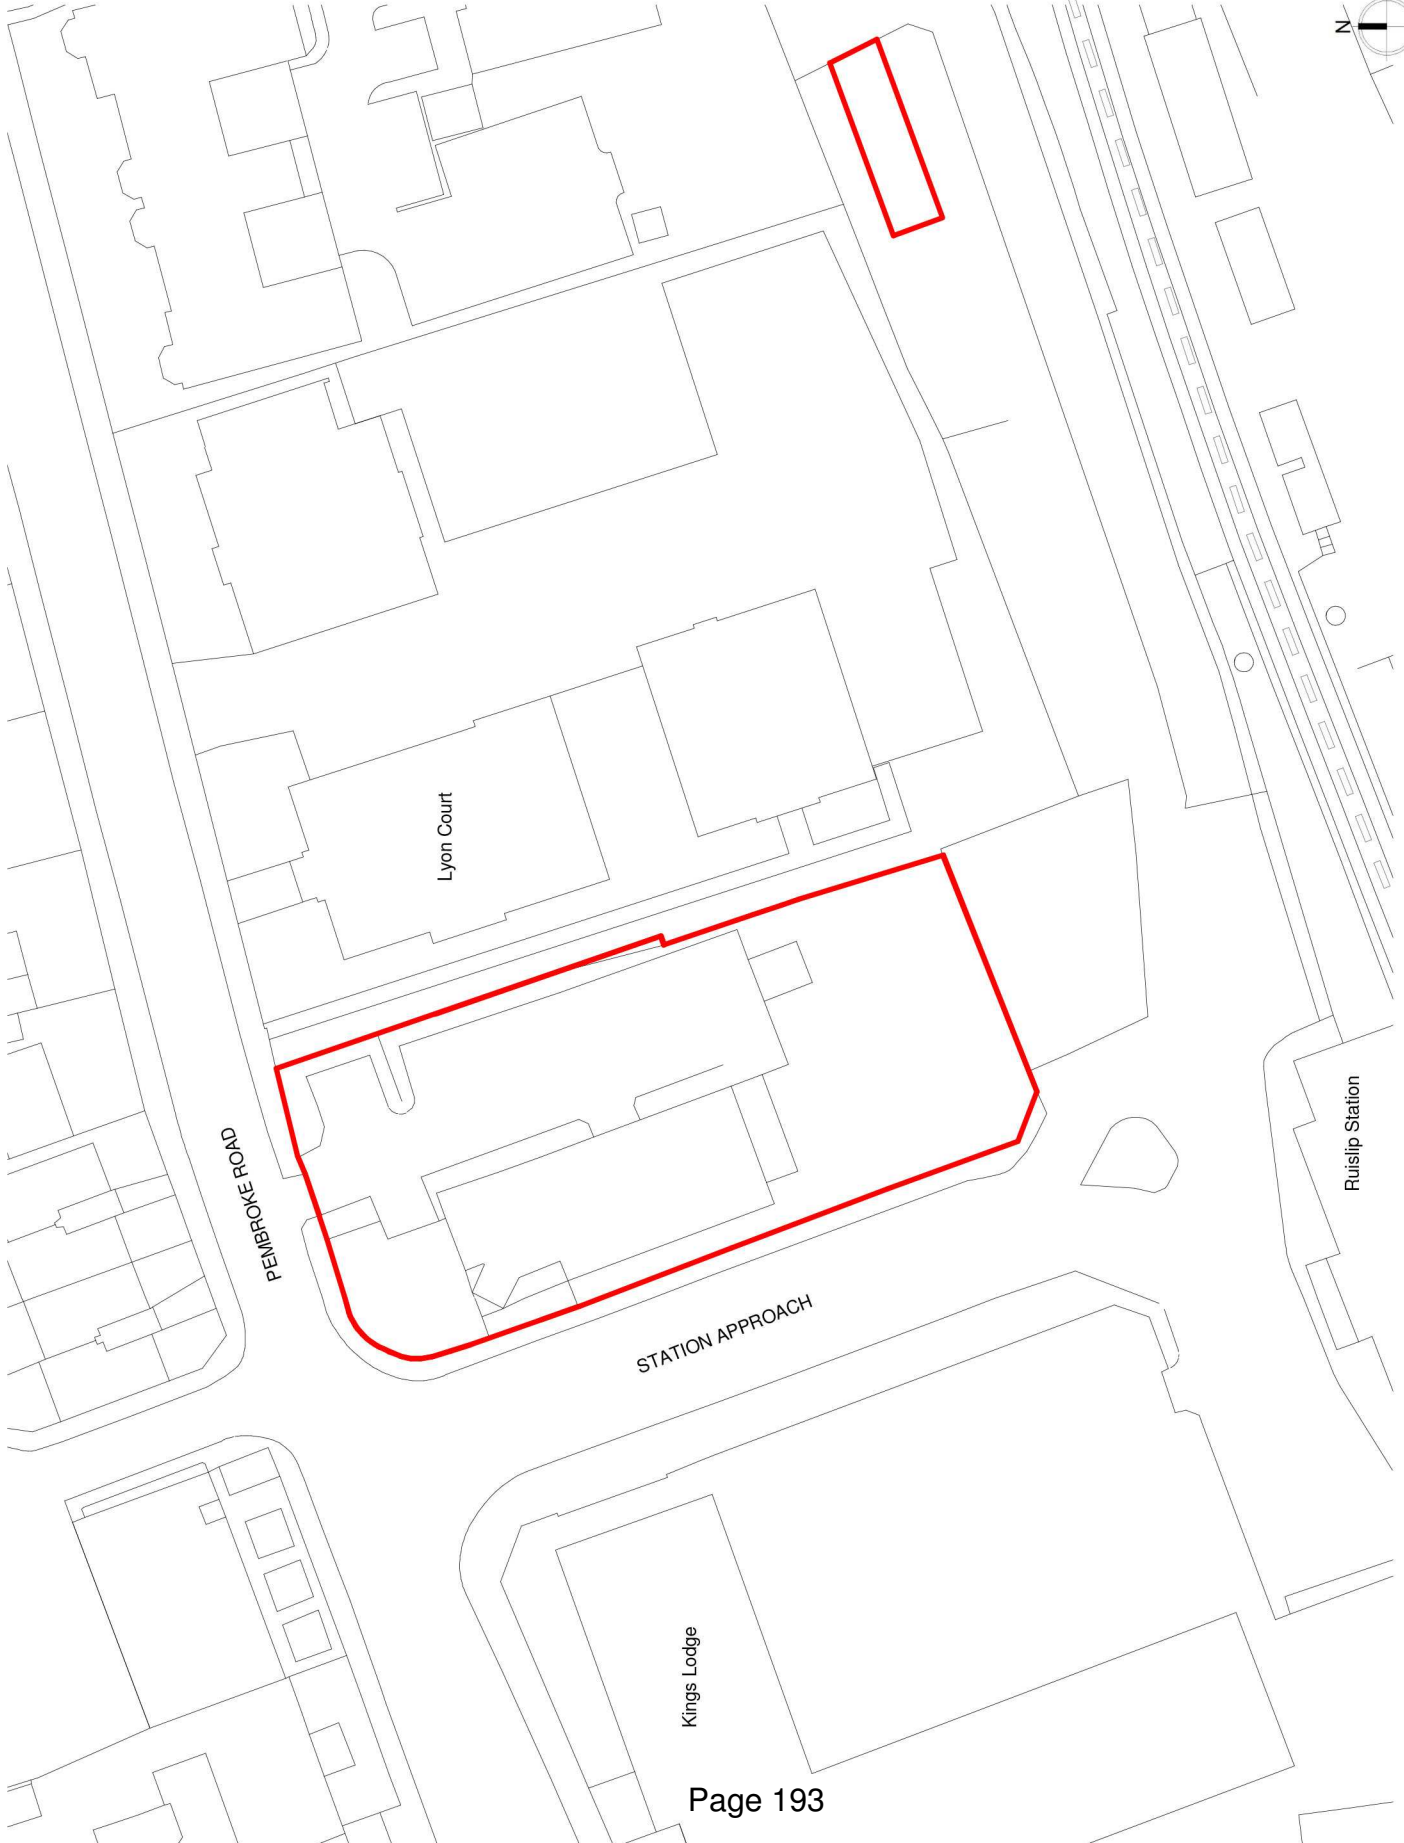 N
Lyon Court
PEMBROKE ROAD
Ruislip Station
STATION APPROACH
Kings Lodge
Page 193